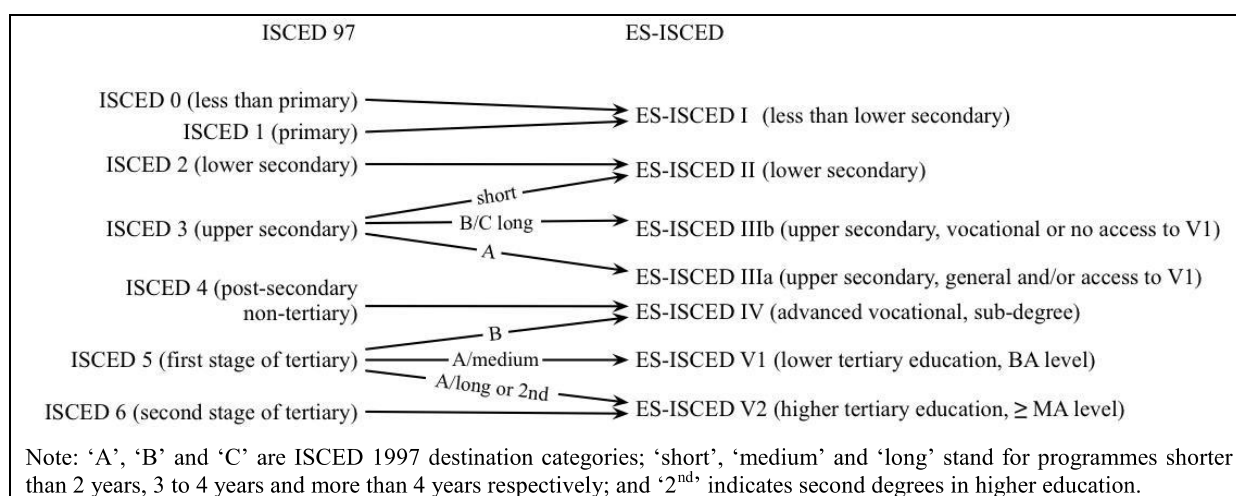 ISCED 97 ES-ISCED
ISCED 0 (less than primary)
ES-ISCED I (less than lower secondary)
ISCED 1 (primary)
ISCED 2 (lower secondary) ES-ISCED II (lower secondary)
short
ISCED 3 (upper secondary) B/C long ES-ISCED IIIb (upper secondary, vocational or no access to V1)
A
ES-ISCED IIIa (upper secondary, general and/or access to V1)
ISCED 4 (post-secondary
non-tertiary) ES-ISCED IV (advanced vocational, sub-degree)
B
ISCED 5 (first stage of tertiary) A/medium ES-ISCED V1 (lower tertiary education, BA level)
A/long or 2nd
ISCED 6 (second stage of tertiary) ES-ISCED V2 (higher tertiary education, ≥ MA level)
Note: ‘A’, ‘B’ and ‘C’ are ISCED 1997 destination categories; ‘short’, ‘medium’ and ‘long’ stand for programmes shorter
than 2 years, 3 to 4 years and more than 4 years respectively; and ‘2nd’ indicates second degrees in higher education.